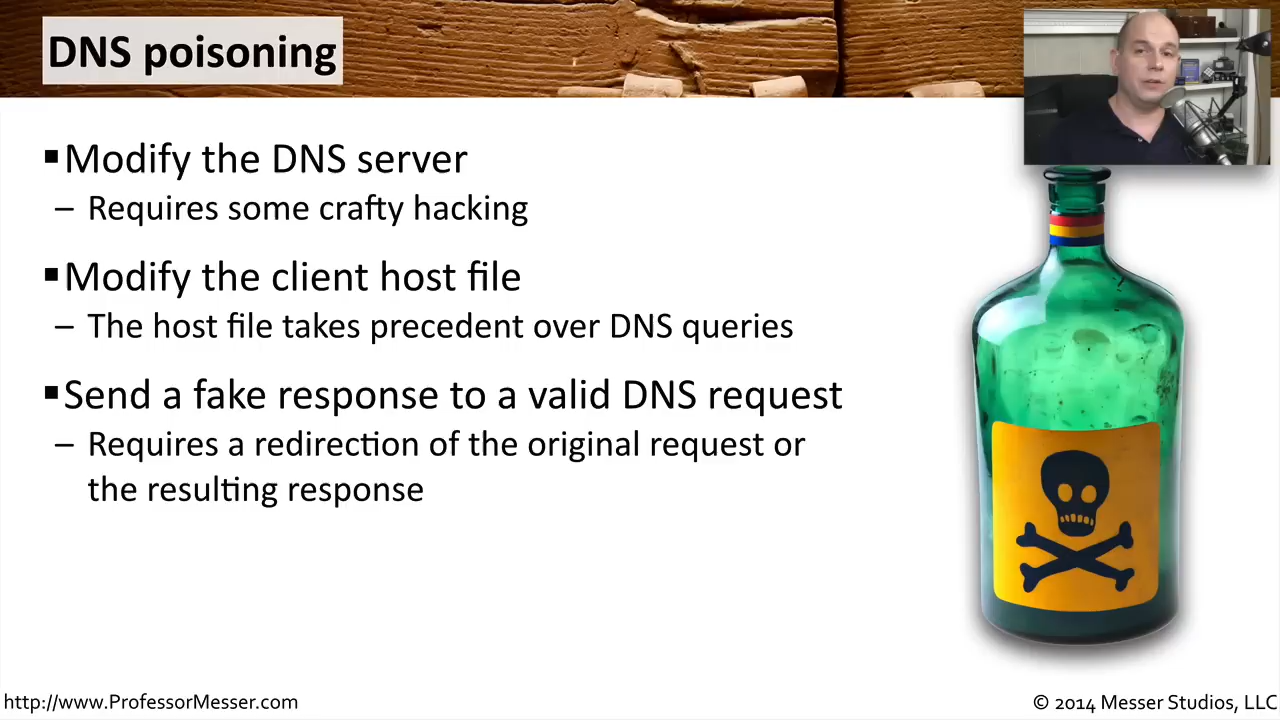 DNS poisoning
▪Modify the DNS server
– Requires some crafty hacking
▪Modify the client host file
– The host file takes precedent over DNS queries
▪Send a fake response to a valid DNS request
– Requires a redirection of the original request or
the resulting response
http://www.ProfessorMesser.com
© 2014 Messer Studios, LLC